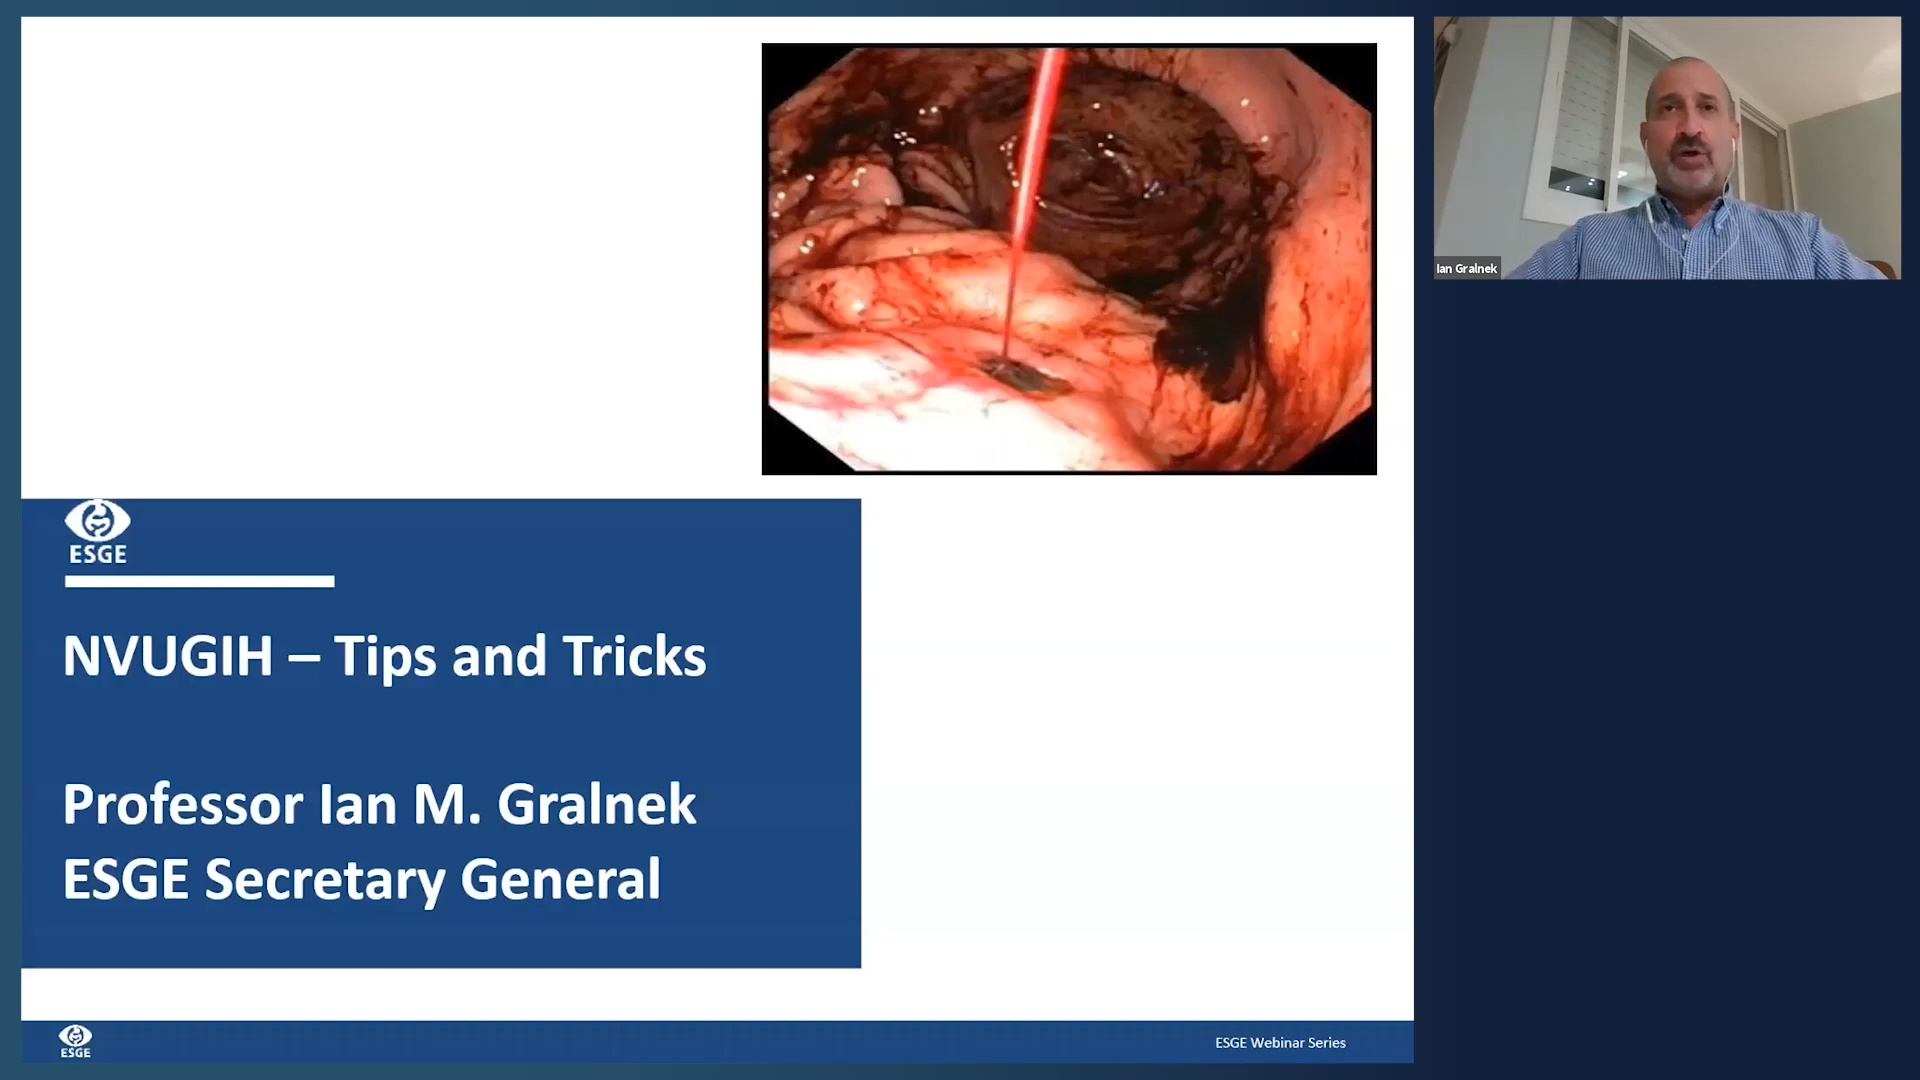 Ian Gralnek
ESGE
NVUGIH – Tips and Tricks
Professor Ian M. Gralnek
ESGE Secretary General
ESGE
ESGE Webinar Series